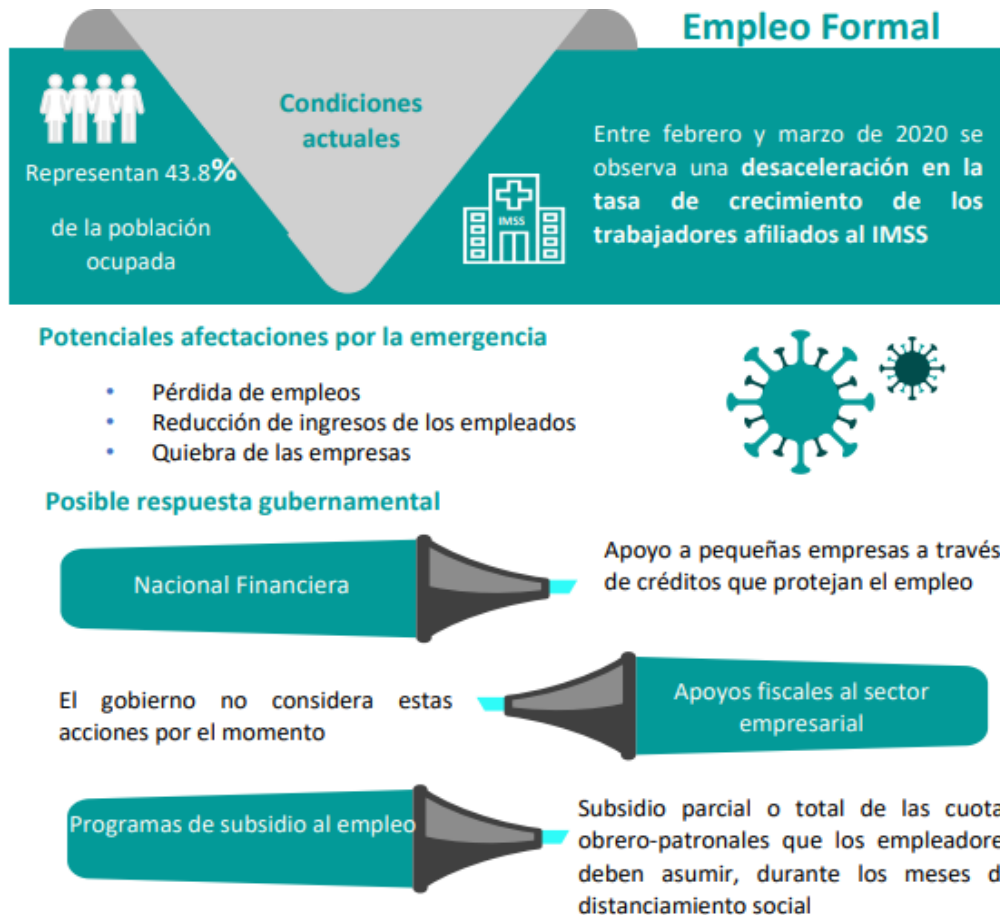 Empleo Formal
Condiciones
actuales
Representan 43.8%
de la población
ocupada
IMSS
Entre febrero y marzo de 2020 se
observa una desaceleración en la
tasa de crecimiento de los
trabajadores afiliados al IMSS
Potenciales afectaciones por la emergencia
• Pérdida de empleos
• Reducción de ingresos de los empleados
• Quiebra de las empresas
Posible respuesta gubernamental
Nacional Financiera
Apoyo a pequeñas empresas a través
de créditos que protejan el empleo
El gobierno no considera estas
acciones por el momento
Apoyos fiscales al sector
empresarial
Programas de subsidio al empleo
Subsidio parcial o total de las cuota
obrero-patronales que los empleadore
deben asumir, durante los meses d
distanciamiento social